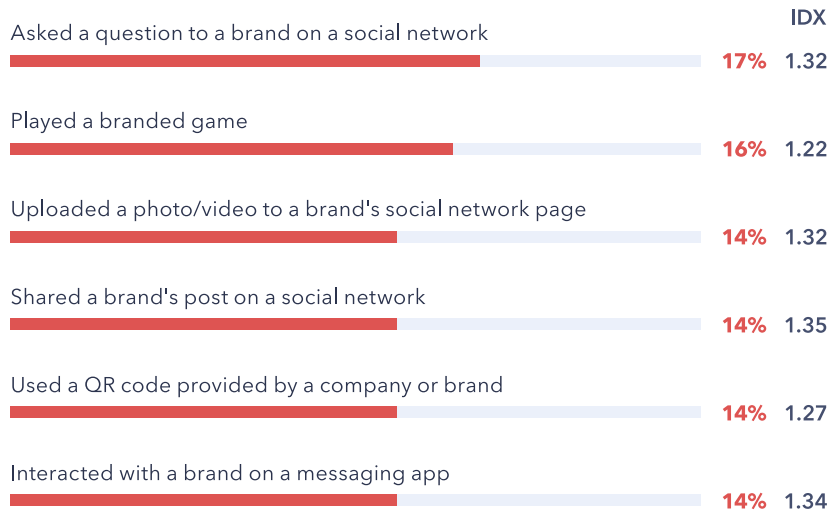 IDX
Asked a question to a brand on a social network
17% 1.32
Played a branded game
16% 1.22
Uploaded a photo/video to a brand's social network page
14% 1.32
Shared a brand's post on a social network
14% 1.35
Used a QR code provided by a company or brand
14% 1.27
Interacted with a brand on a messaging app
14% 1.34